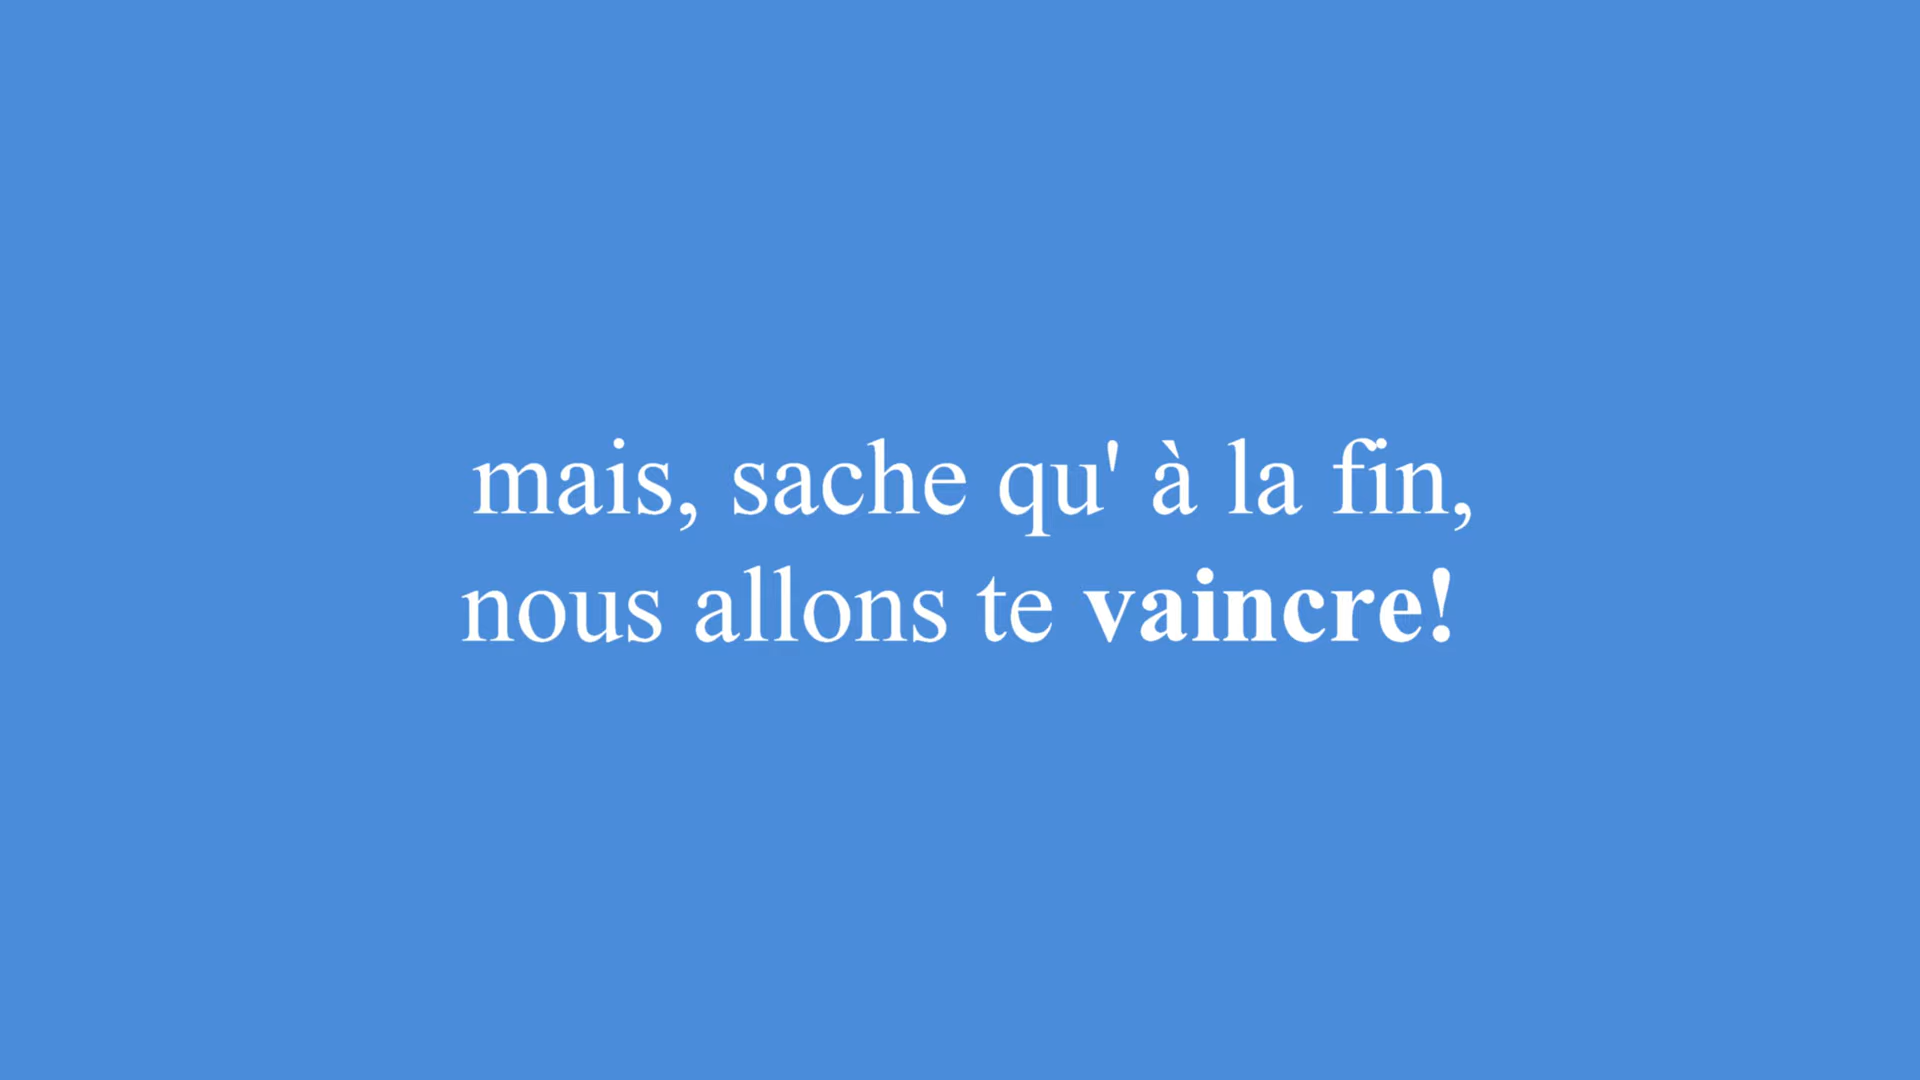 mais, sache qu' à la fin,
nous allons te vaincre!